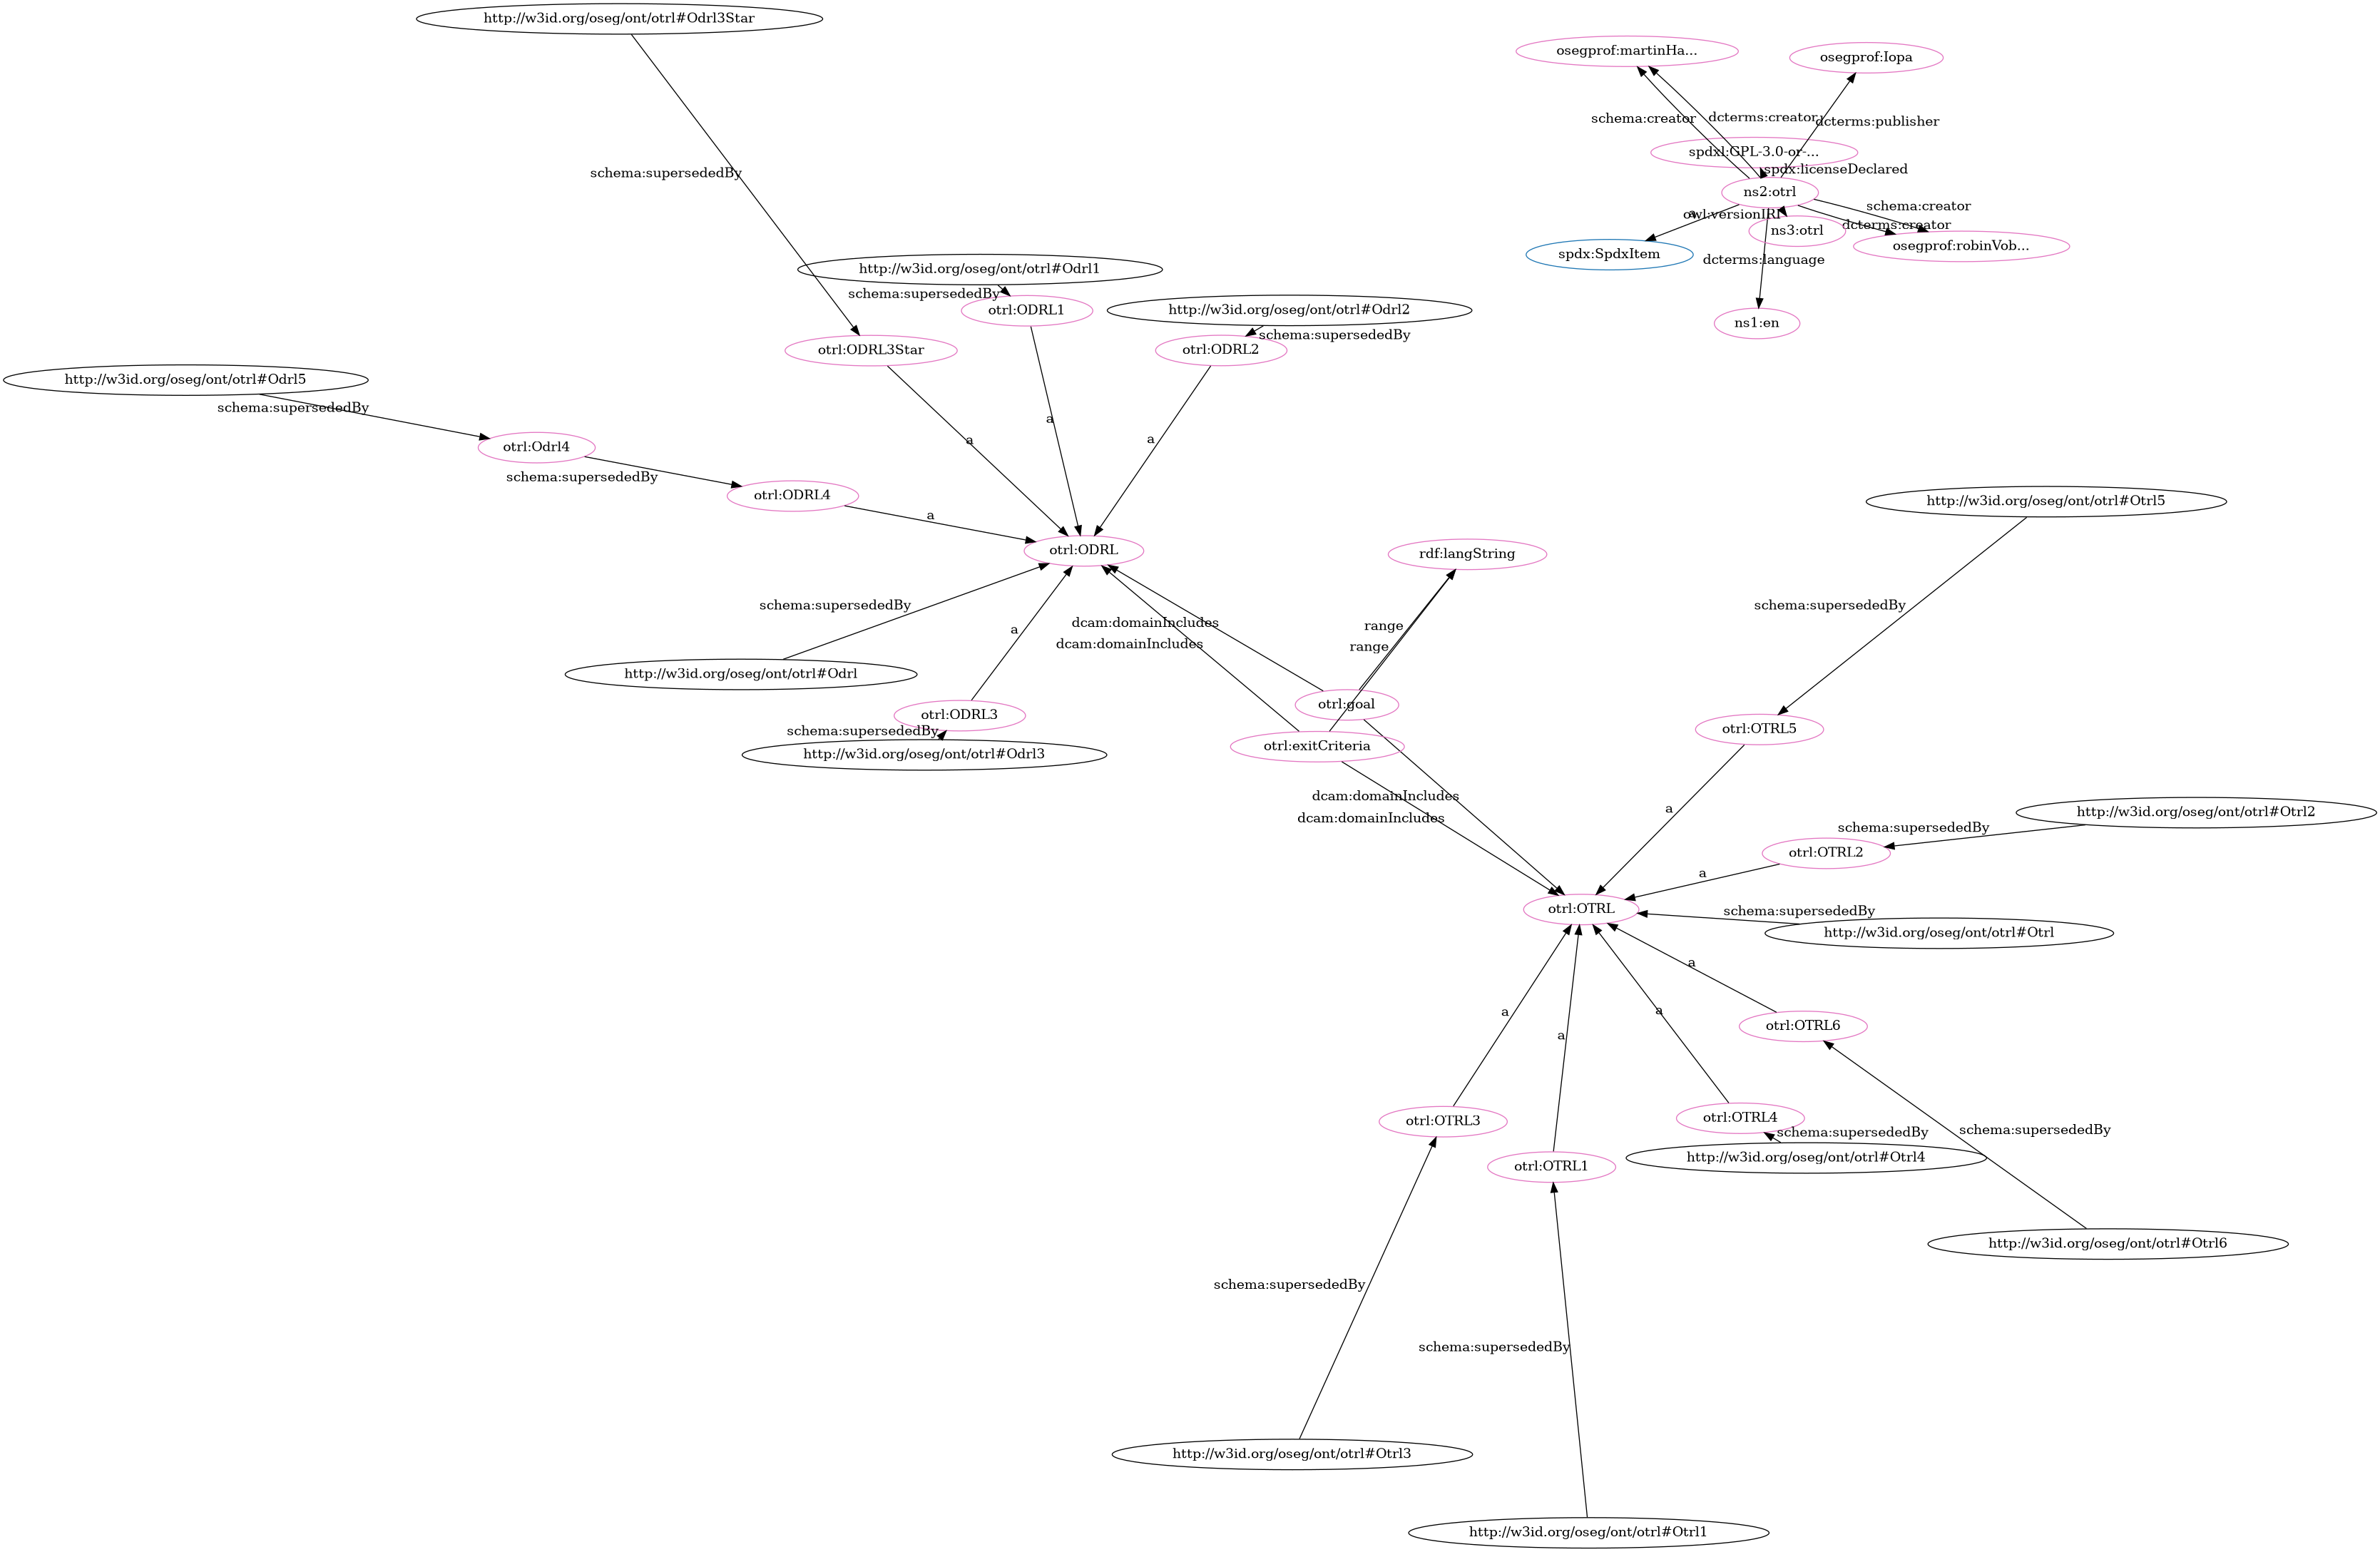 http://w3id.org/oseg/ont/otrl#Odrl3Star
osegprof:martinHa...
osegprof:Iopa
schema:creator
dcterms:creator
dcterms:publisher
spdxl:GPL-3.0-or-...
spdx:licenseDeclared
schema:supersededBy
ns2:otrl
owl:versionIRI
a
schema:creator
dcterms:creator
ns3:otrl
osegprof:robinVob...
spdx:SpdxItem
dcterms:language
http://w3id.org/oseg/ont/otrl#Odrl1
schema:supersededBy
otrl:ODRL1
http://w3id.org/oseg/ont/otrl#Odrl2
ns1:en
schema:supersededBy
otrl:ODRL3Star
otrl:ODRL2
http://w3id.org/oseg/ont/otrl#Odrl5
schema:supersededBy
a
a
a
otrl:Odrl4
schema:supersededBy
otrl:ODRL4
http://w3id.org/oseg/ont/otrl#Otrl5
a
otrl:ODRL
rdf:langString
schema:supersededBy
schema:supersededBy
dcam:domainIncludes
range
a
dcam:domainIncludes
range
http://w3id.org/oseg/ont/otrl#Odrl
otrl:goal
otrl:ODRL3
schema:supersededBy
otrl:OTRL5
otrl:exitCriteria
http://w3id.org/oseg/ont/otrl#Odrl3
dcam:domainIncludes
a
http://w3id.org/oseg/ont/otrl#Otrl2
dcam:domainIncludes
schema:supersededBy
otrl:OTRL2
a
otrl:OTRL
schema:supersededBy
http://w3id.org/oseg/ont/otrl#Otrl
a
a
a
a
otrl:OTRL6
otrl:OTRL3
otrl:OTRL4
schema:supersededBy
schema:supersededBy
http://w3id.org/oseg/ont/otrl#Otrl4
otrl:OTRL1
http://w3id.org/oseg/ont/otrl#Otrl6
schema:supersededBy
schema:supersededBy
http://w3id.org/oseg/ont/otrl#Otrl3
http://w3id.org/oseg/ont/otrl#Otrl1